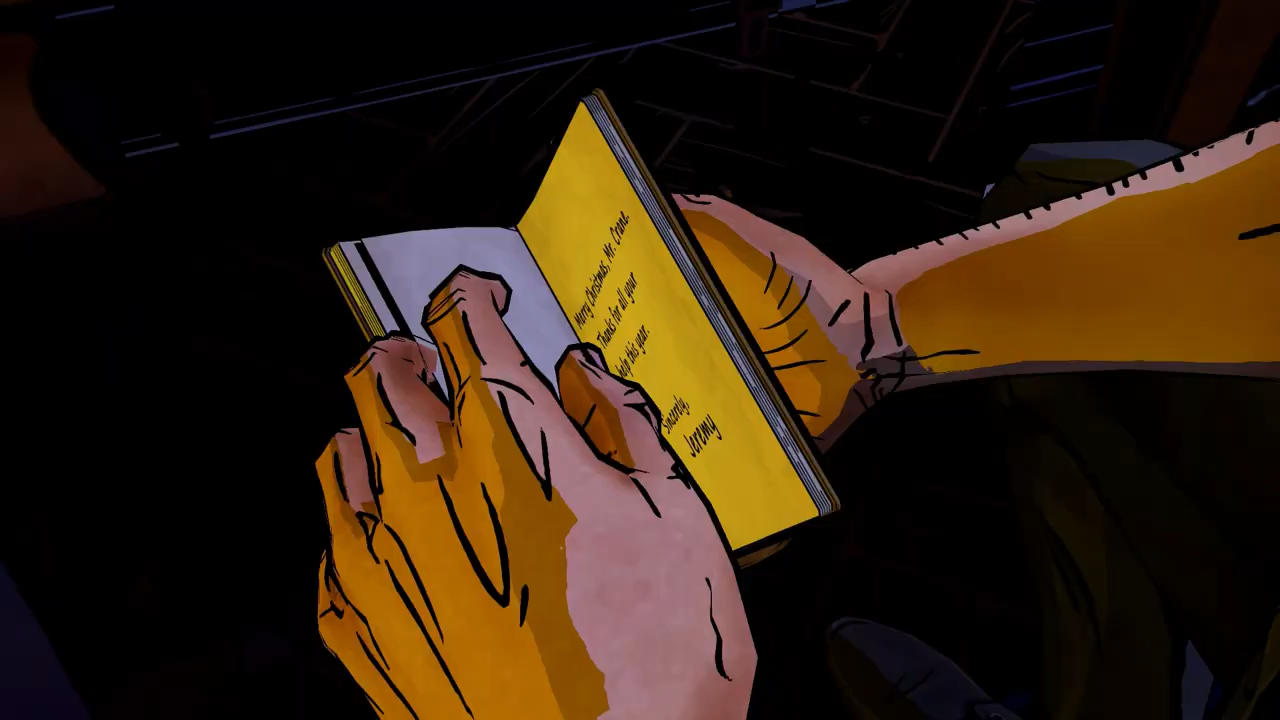 Merry Christmas, Mr. Crane.
Thanks for all your
help this year.
Sincerely,
Jeremy